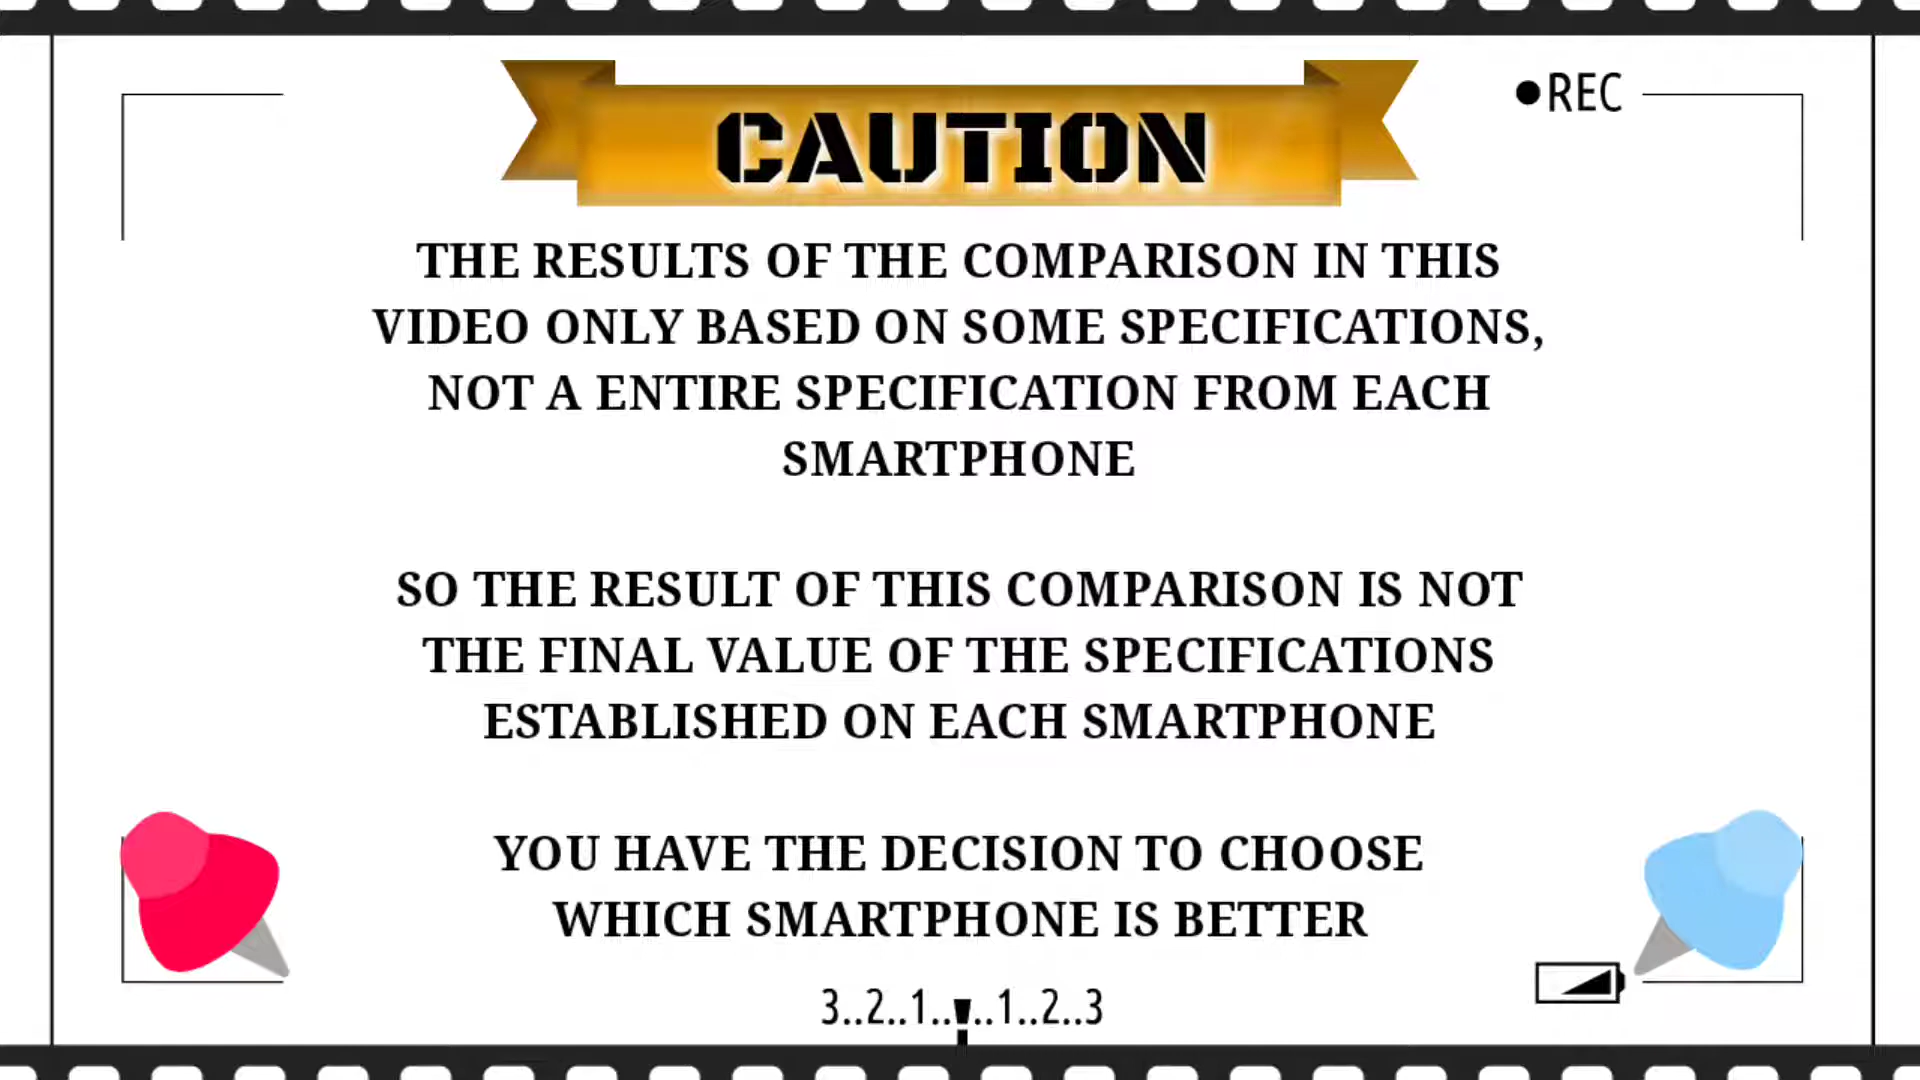 CAUTION
●REC
THE RESULTS OF THE COMPARISON IN THIS
VIDEO ONLY BASED ON SOME SPECIFICATIONS,
NOT A ENTIRE SPECIFICATION FROM EACH
SMARTPHONE
SO THE RESULT OF THIS COMPARISON IS NOT
THE FINAL VALUE OF THE SPECIFICATIONS
ESTABLISHED ON EACH SMARTPHONE
YOU HAVE THE DECISION TO CHOOSE
WHICH SMARTPHONE IS BETTER
3..2..1.. ..1..2..3